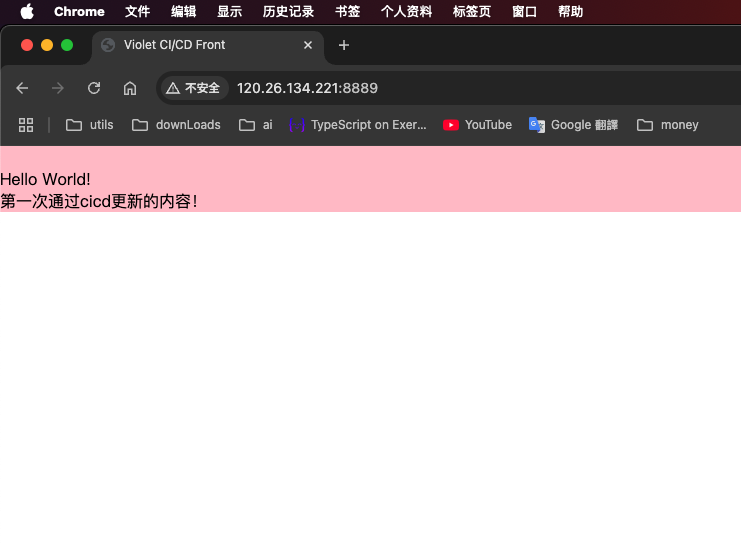 Chrome 文件 编辑 显示 历史记录 书签 个人资料 标签页 窗口 帮助
Violet CI/CD Front
不安全 120.26.134.221:8889
utils downLoads ai TypeScript on Exer... YouTube Google 翻譯 money
Hello World!
第一次通过cicd更新的内容！